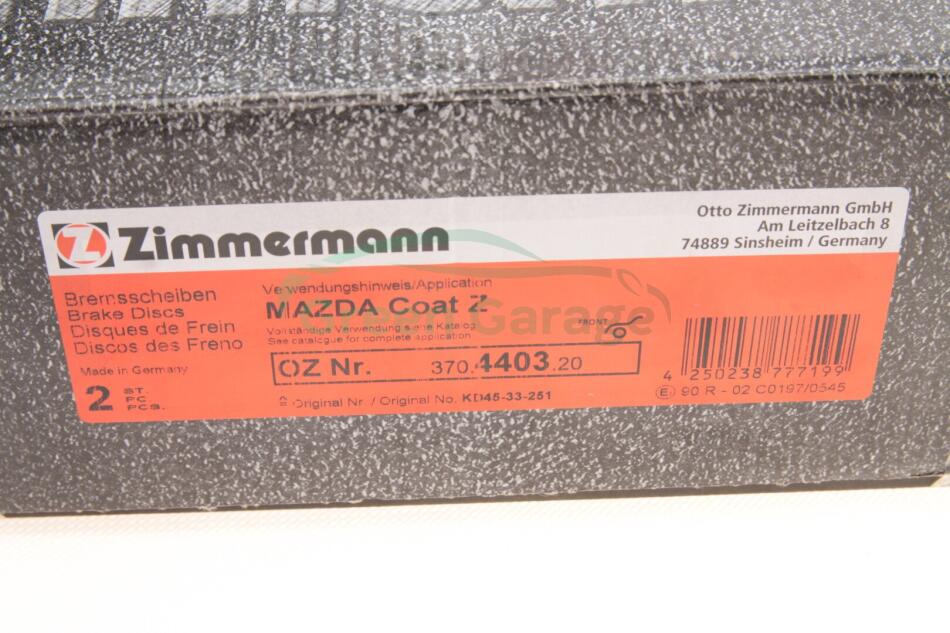 Z Zimmermann
Otto Zimmermann GmbH
Am Leitzelbach 8
74889 Sinsheim / Germany
Bremsscheiben
Brake Discs
Disques de Frein
Discos des Freno
Made in Germany
2 ST.
PC.
PCS.
Verwendungshinweis/Application
MAZDA Coat Z
Vollständige Verwendung siehe Katalog
See catalogue for complete application
FRONT
OZ Nr. 370.4403.20
≙ Original Nr. / Original No. KD45-33-251
4 250238 777199
E 90 R - 02 C0197/0545
Green Garage